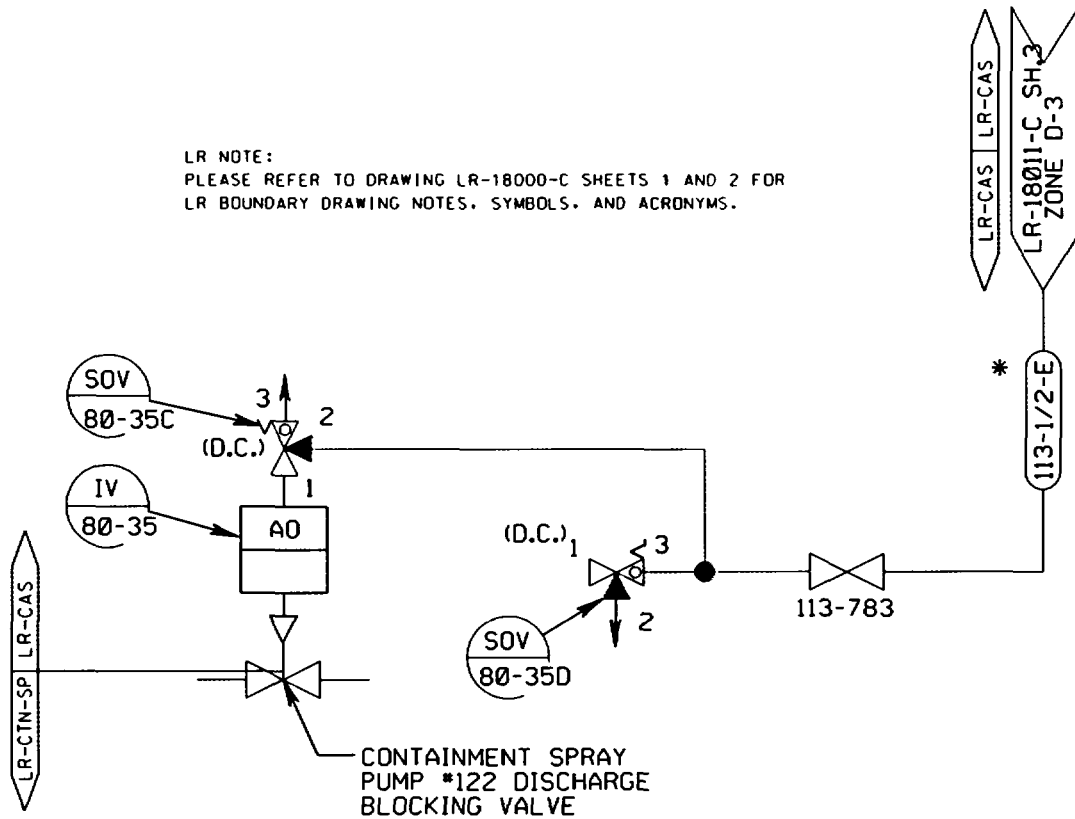 LR-CAS LR-CAS
LR-18011-C SH.3
ZONE D-3
LR NOTE:
PLEASE REFER TO DRAWING LR-18000-C SHEETS 1 AND 2 FOR
LR BOUNDARY DRAWING NOTES, SYMBOLS, AND ACRONYMS.
*
113-1/2-E
SOV
80-35C
3
2
(D.C.)
1
IV
80-35
AO
(D.C.)
1
3
2
113-783
SOV
80-35D
LR-CTN-SP LR-CAS
CONTAINMENT SPRAY
PUMP #122 DISCHARGE
BLOCKING VALVE